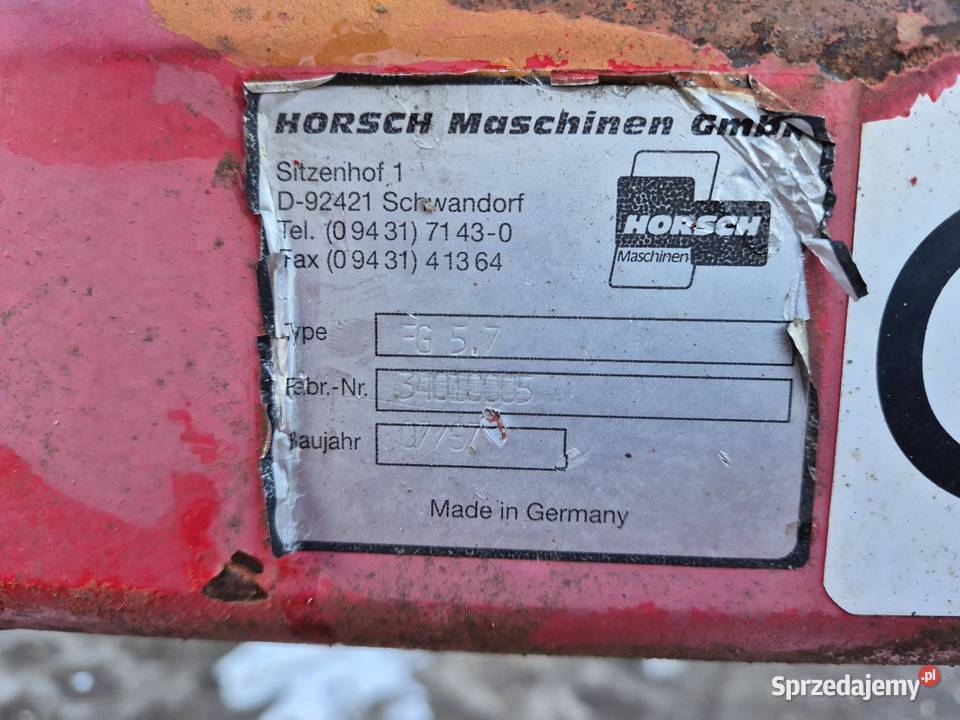 HORSCH Maschinen GmbH
Sitzenhof 1
D-92421 Schwandorf
Tel. (0 94 31) 71 43-0
Fax (0 94 31) 4 13 64
HORSCH
Maschinen
Type FG 5.7
Fabr.-Nr. 34010005
Baujahr
Made in Germany
Sprzedajemy.pl